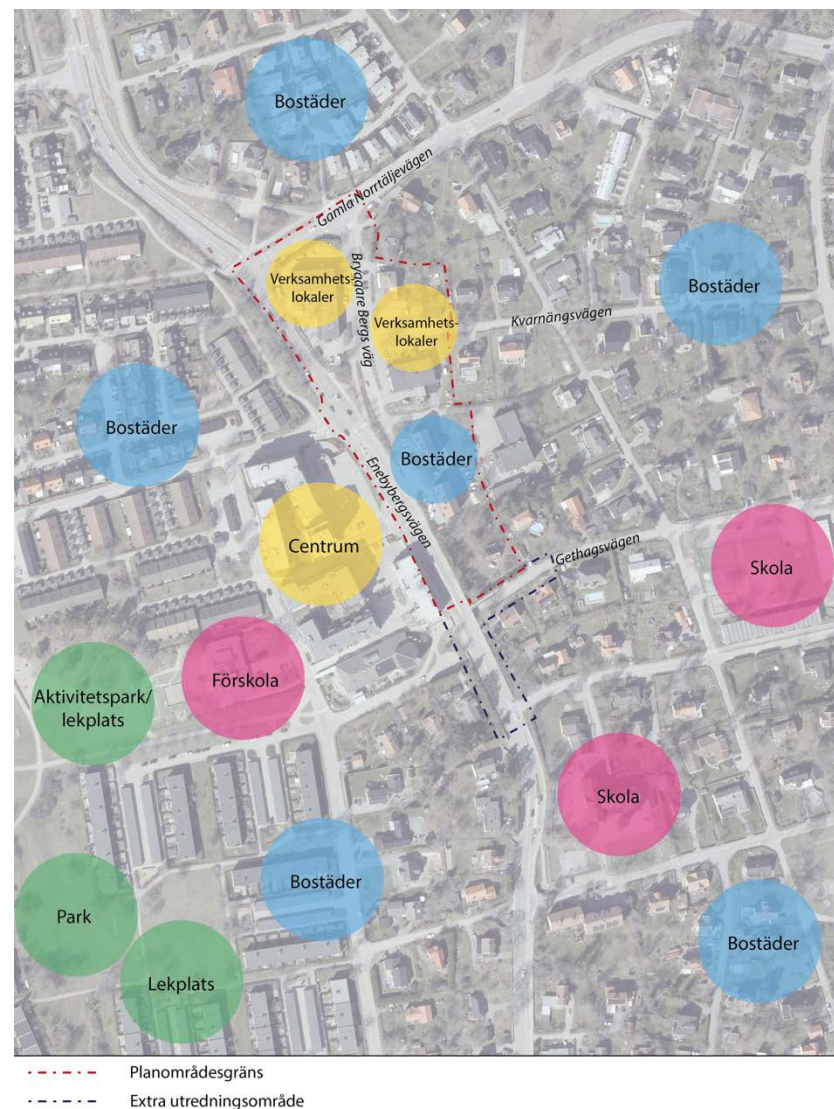 Bostäder
Gamla Norrtäljevägen
Verksamhets-
lokaler
Bryggare Bergs väg
Verksamhets-
lokaler
Bostäder
Kvarnängsvägen
Bostäder
Bostäder
Enebybergsvägen
Centrum
Gethagsvägen
Skola
Förskola
Aktivitetspark/
lekplats
Skola
Bostäder
Park
Bostäder
Lekplats
Planområdesgräns
Extra utredningsområde